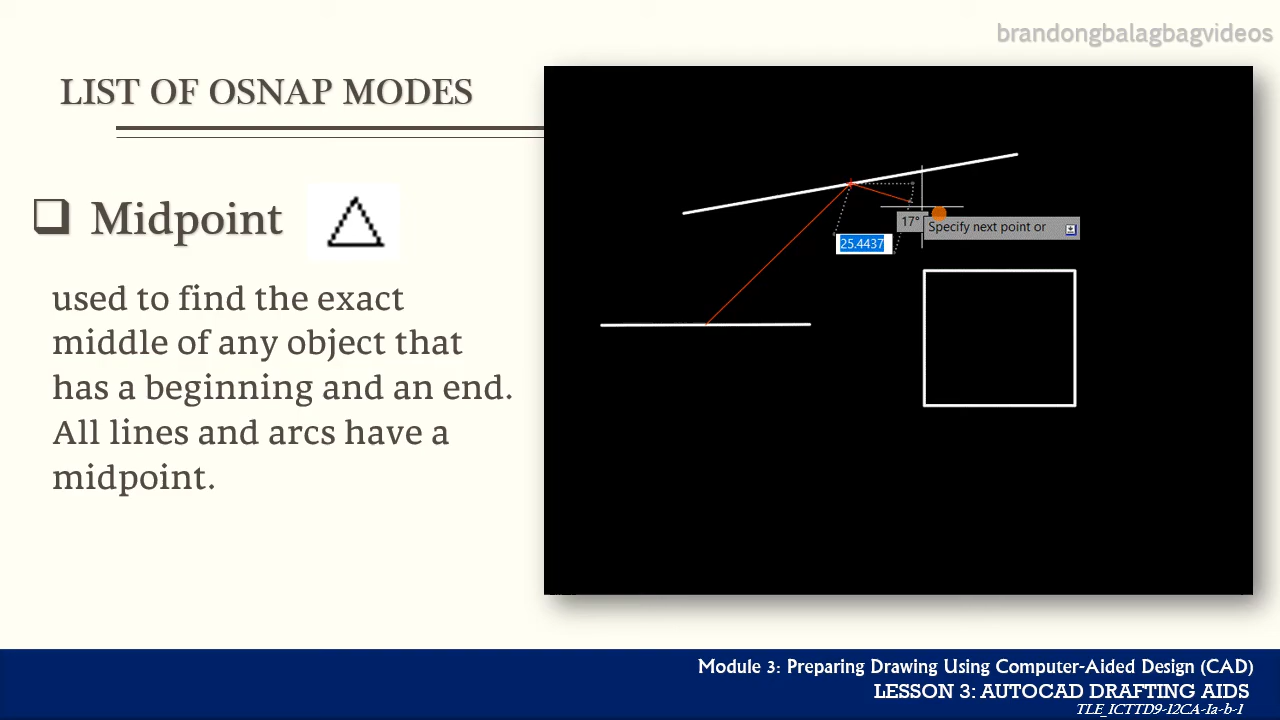 brandongbalagbagvideos
LIST OF OSNAP MODES
Midpoint
used to find the exact
middle of any object that
has a beginning and an end.
All lines and arcs have a
midpoint.
17°
Specify next point or
25.4437
Module 3: Preparing Drawing Using Computer-Aided Design (CAD)
LESSON 3: AUTOCAD DRAFTING AIDS
TLE_ICTTD9-12CA-Ia-b-1